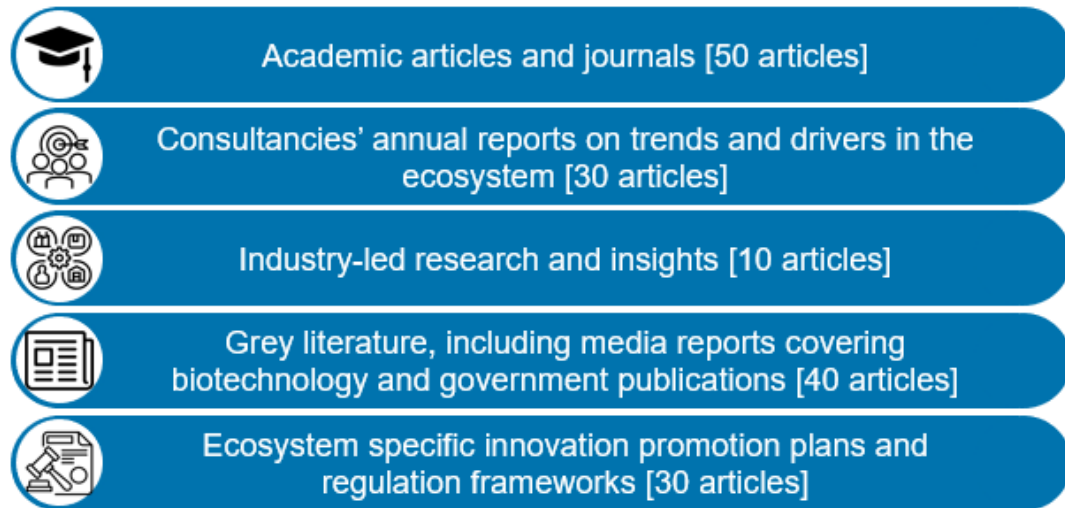 Academic articles and journals [50 articles]
Consultancies’ annual reports on trends and drivers in the
ecosystem [30 articles]
Industry-led research and insights [10 articles]
Grey literature, including media reports covering
biotechnology and government publications [40 articles]
Ecosystem specific innovation promotion plans and
regulation frameworks [30 articles]